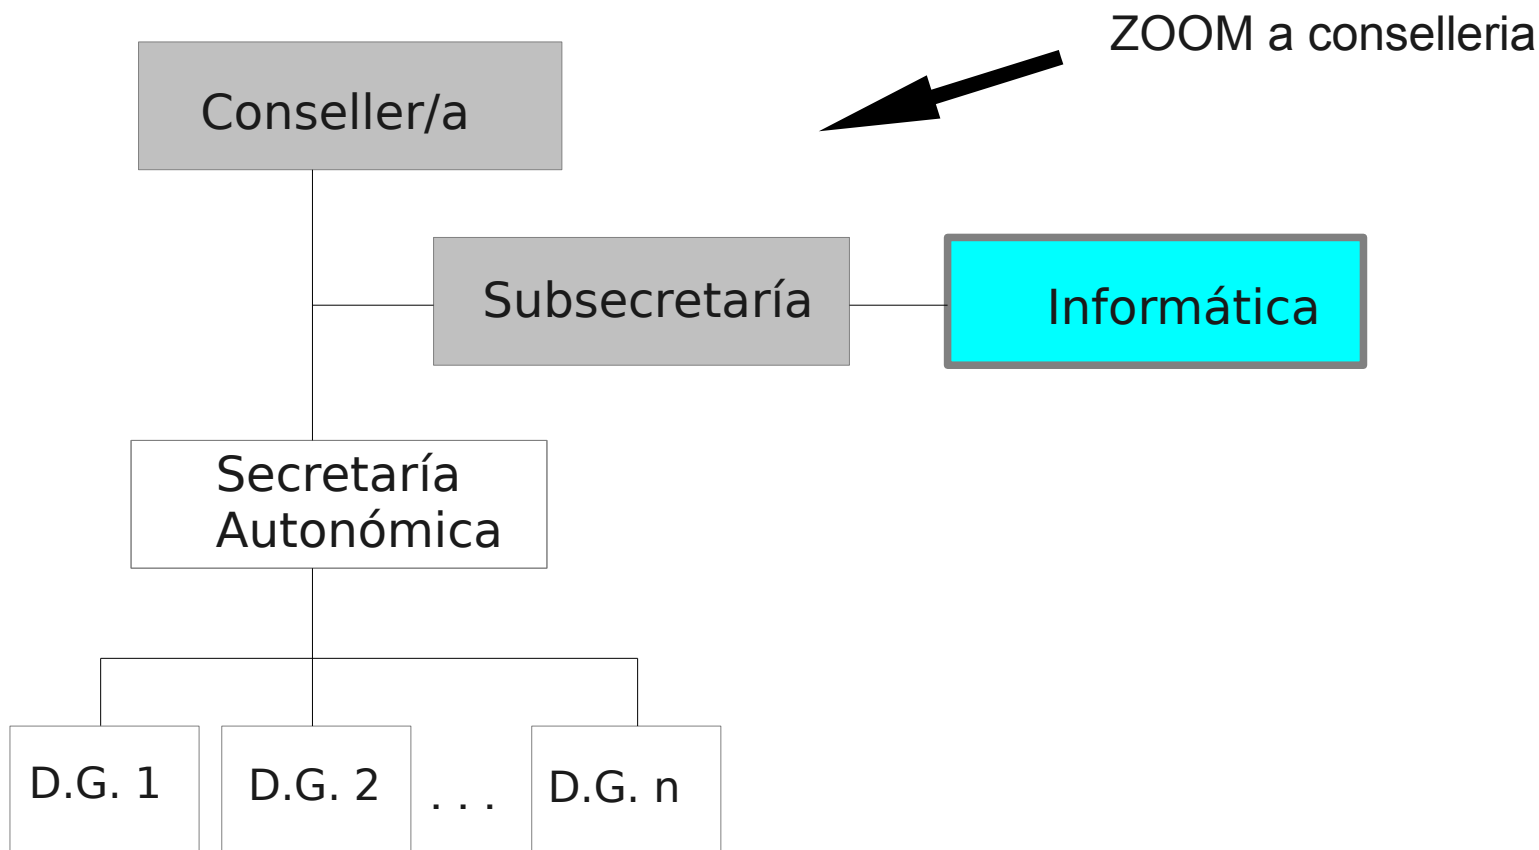 ZOOM a conselleria
Conseller/a
Subsecretaría
Informática
Secretaría
Autonómica
D.G. 1
D.G. 2
. . .
D.G. n